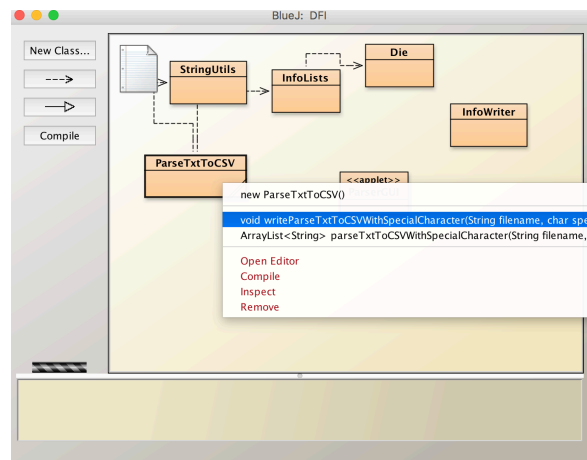 BlueJ: DFI
New Class...
Compile
StringUtils
InfoLists
Die
InfoWriter
ParseTxtToCSV
<<applet>>
new ParseTxtToCSV()
void writeParseTxtToCSVWithSpecialCharacter(String filename, char spe
ArrayList<String> parseTxtToCSVWithSpecialCharacter(String filename,
Open Editor
Compile
Inspect
Remove